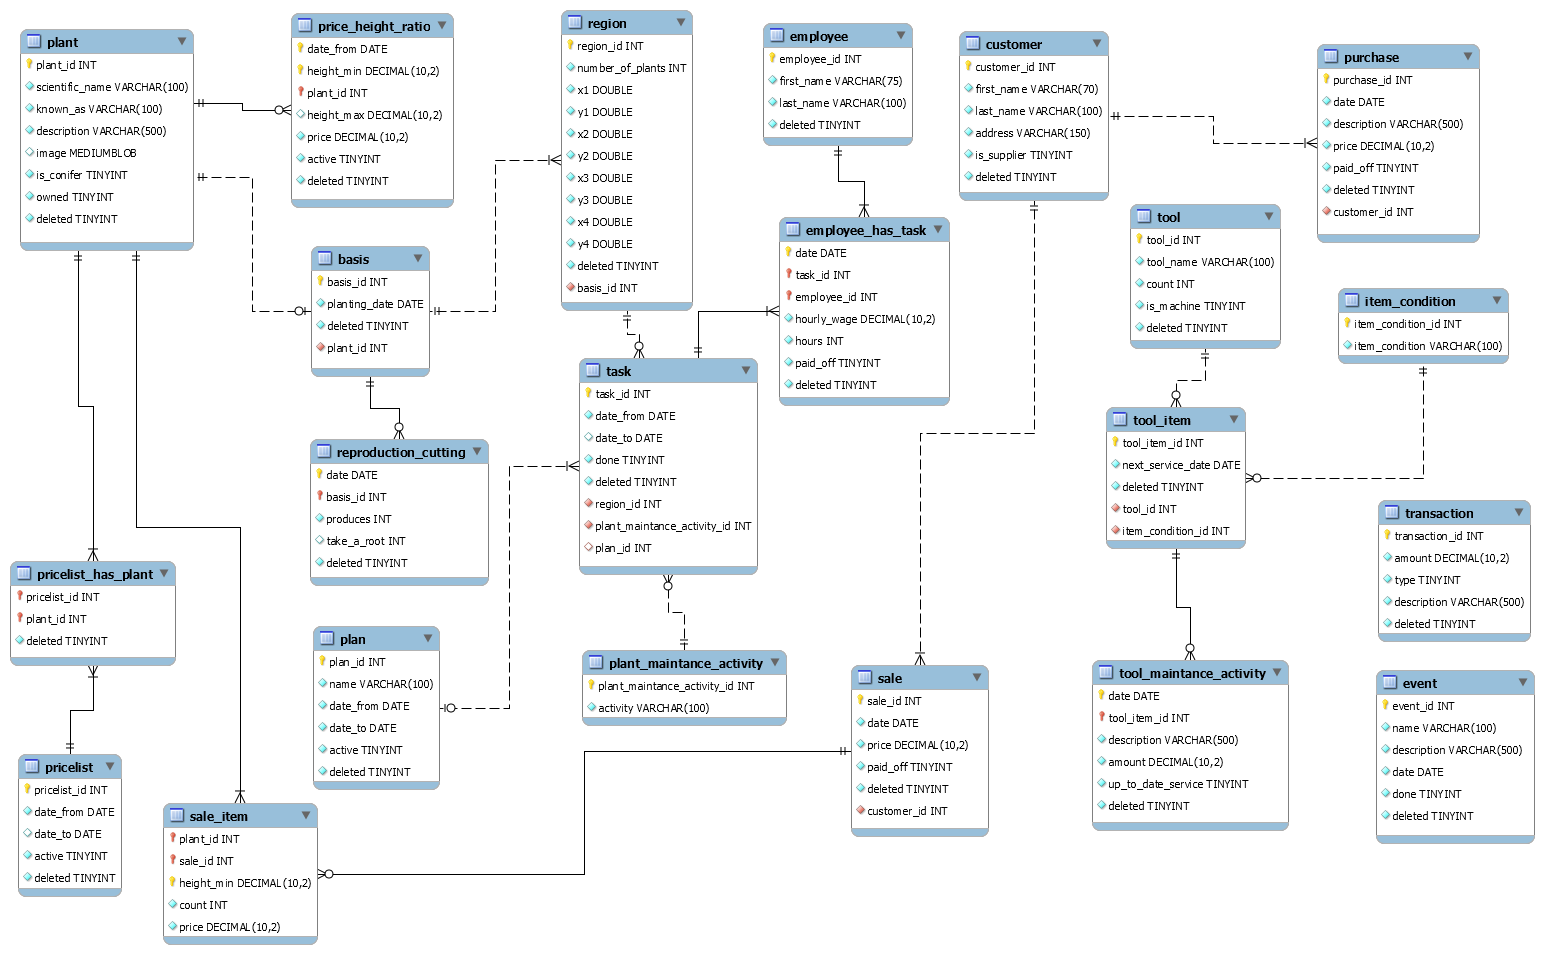 plant
plant_id INT
scientific_name VARCHAR(100)
known_as VARCHAR(100)
description VARCHAR(500)
image MEDIUMBLOB
is_conifer TINYINT
owned TINYINT
deleted TINYINT
price_height_ratio
date_from DATE
height_min DECIMAL(10,2)
plant_id INT
height_max DECIMAL(10,2)
price DECIMAL(10,2)
active TINYINT
deleted TINYINT
region
region_id INT
number_of_plants INT
x1 DOUBLE
y1 DOUBLE
x2 DOUBLE
y2 DOUBLE
x3 DOUBLE
y3 DOUBLE
x4 DOUBLE
y4 DOUBLE
deleted TINYINT
basis_id INT
employee
employee_id INT
first_name VARCHAR(75)
last_name VARCHAR(100)
deleted TINYINT
customer
customer_id INT
first_name VARCHAR(70)
last_name VARCHAR(100)
address VARCHAR(150)
is_supplier TINYINT
deleted TINYINT
purchase
purchase_id INT
date DATE
description VARCHAR(500)
price DECIMAL(10,2)
paid_off TINYINT
deleted TINYINT
customer_id INT
basis
basis_id INT
planting_date DATE
deleted TINYINT
plant_id INT
employee_has_task
date DATE
task_id INT
employee_id INT
hourly_wage DECIMAL(10,2)
hours INT
paid_off TINYINT
deleted TINYINT
tool
tool_id INT
tool_name VARCHAR(100)
count INT
is_machine TINYINT
deleted TINYINT
item_condition
item_condition_id INT
item_condition VARCHAR(100)
reproduction_cutting
date DATE
basis_id INT
produces INT
take_a_root INT
deleted TINYINT
task
task_id INT
date_from DATE
date_to DATE
done TINYINT
deleted TINYINT
region_id INT
plant_maintance_activity_id INT
plan_id INT
tool_item
tool_item_id INT
next_service_date DATE
deleted TINYINT
tool_id INT
item_condition_id INT
transaction
transaction_id INT
amount DECIMAL(10,2)
type TINYINT
description VARCHAR(500)
deleted TINYINT
pricelist_has_plant
pricelist_id INT
plant_id INT
deleted TINYINT
plan
plan_id INT
name VARCHAR(100)
date_from DATE
date_to DATE
active TINYINT
deleted TINYINT
plant_maintance_activity
plant_maintance_activity_id INT
activity VARCHAR(100)
sale
sale_id INT
date DATE
price DECIMAL(10,2)
paid_off TINYINT
deleted TINYINT
customer_id INT
tool_maintance_activity
date DATE
tool_item_id INT
description VARCHAR(500)
amount DECIMAL(10,2)
up_to_date_service TINYINT
deleted TINYINT
event
event_id INT
name VARCHAR(100)
description VARCHAR(500)
date DATE
done TINYINT
deleted TINYINT
pricelist
pricelist_id INT
date_from DATE
date_to DATE
active TINYINT
deleted TINYINT
sale_item
plant_id INT
sale_id INT
height_min DECIMAL(10,2)
count INT
price DECIMAL(10,2)